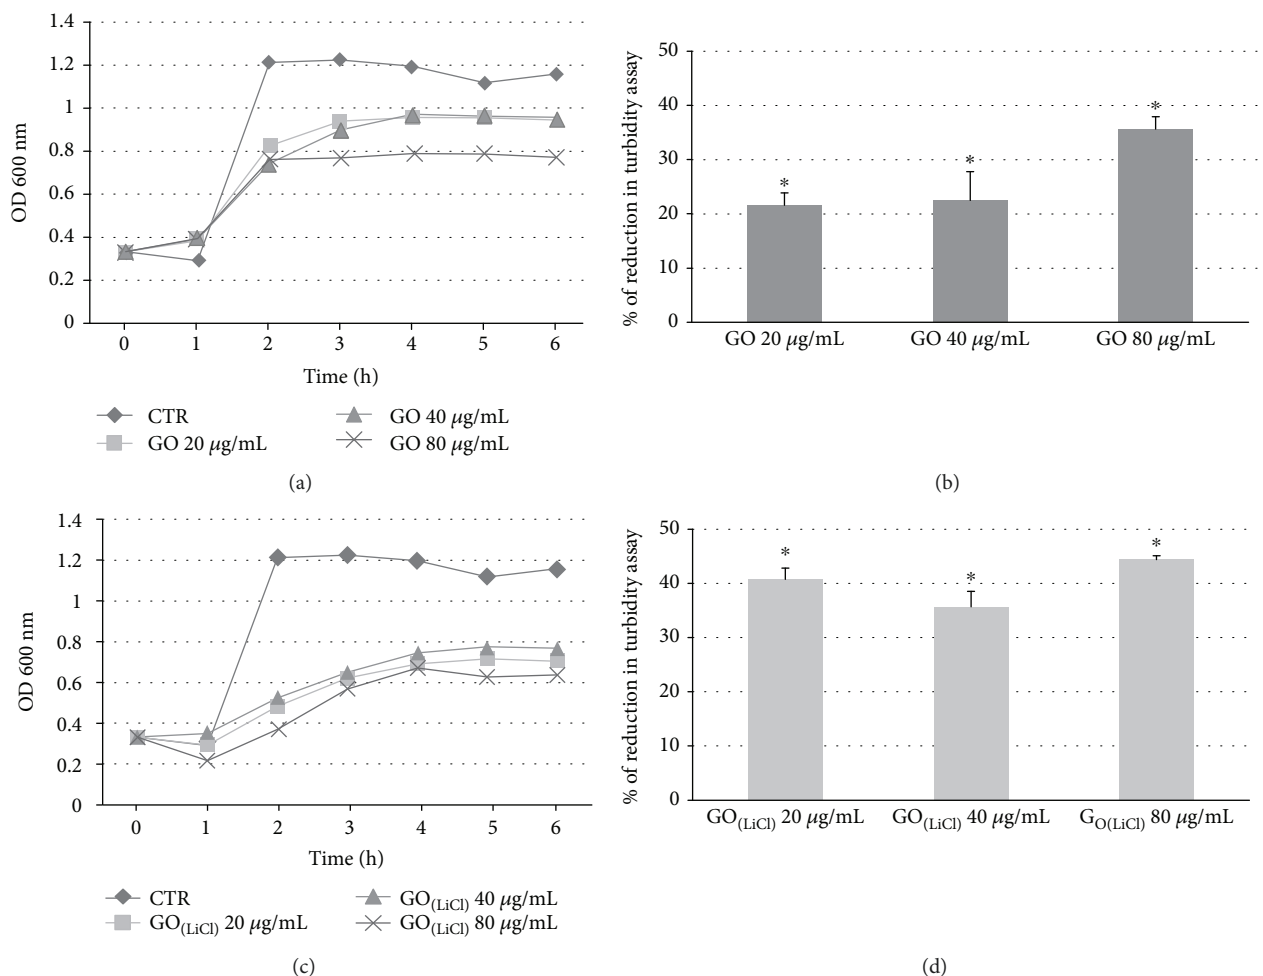 1.4
1.2
1
0.8
0.6
0.4
0.2
0
OD 600 nm
0 1 2 3 4 5 6
Time (h)
CTR
GO 20 μg/mL
GO 40 μg/mL
GO 80 μg/mL
(a)
50
40
30
20
10
0
% of reduction in turbidity assay
* * *
GO 20 μg/mL GO 40 μg/mL GO 80 μg/mL
(b)
1.4
1.2
1
0.8
0.6
0.4
0.2
0
OD 600 nm
0 1 2 3 4 5 6
Time (h)
CTR
GO(LiCl) 20 μg/mL
GO(LiCl) 40 μg/mL
GO(LiCl) 80 μg/mL
(c)
50
40
30
20
10
0
% of reduction in turbidity assay
* * *
GO(LiCl) 20 μg/mL GO(LiCl) 40 μg/mL GO(LiCl) 80 μg/mL
(d)